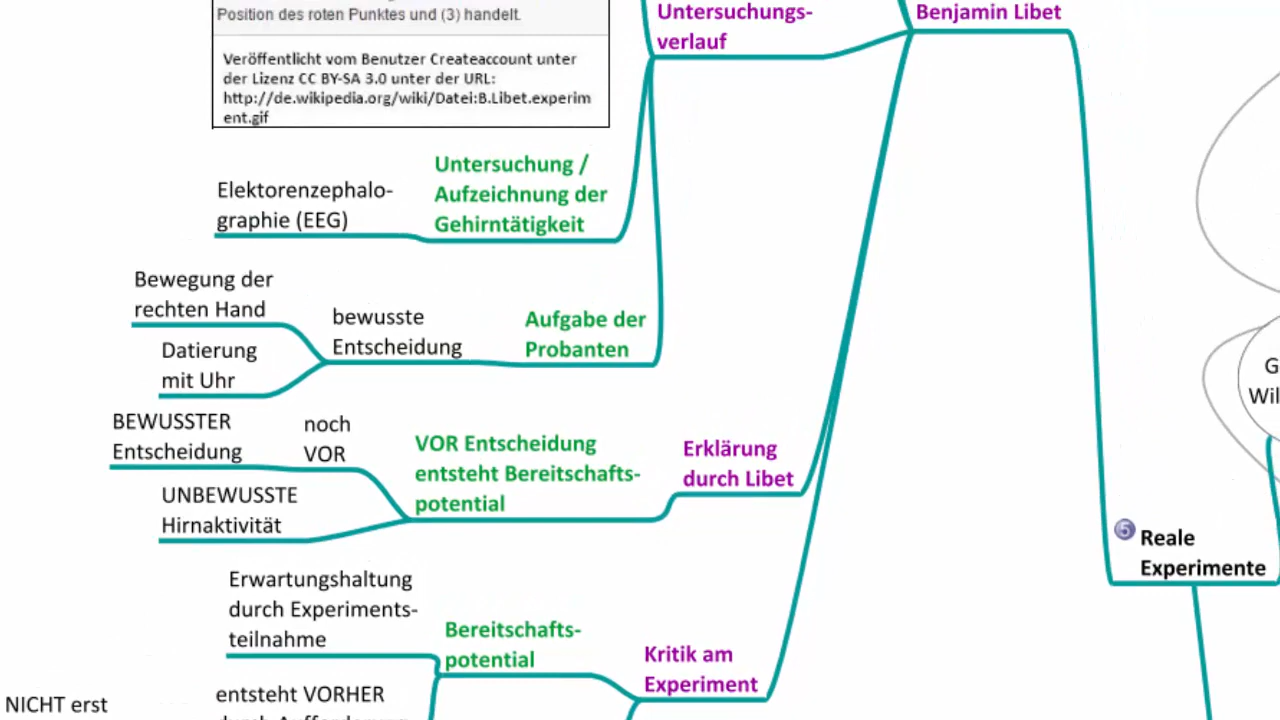 Position des roten Punktes und (3) handelt.
Veröffentlicht vom Benutzer Createaccount unter
der Lizenz CC BY-SA 3.0 unter der URL:
http://de.wikipedia.org/wiki/Datei:B.Libet.experim
ent.gif
Untersuchungs-
verlauf
Benjamin Libet
Untersuchung /
Aufzeichnung der
Gehirntätigkeit
Elektorenzephalo-
graphie (EEG)
Bewegung der
rechten Hand
Datierung
mit Uhr
bewusste
Entscheidung
Aufgabe der
Probanten
BEWUSSTER
Entscheidung
noch
VOR
UNBEWUSSTE
Hirnaktivität
VOR Entscheidung
entsteht Bereitschafts-
potential
Erklärung
durch Libet
5
Reale
Experimente
G
Wil
Erwartungshaltung
durch Experiments-
teilnahme
Bereitschafts-
potential
Kritik am
Experiment
NICHT erst
entsteht VORHER